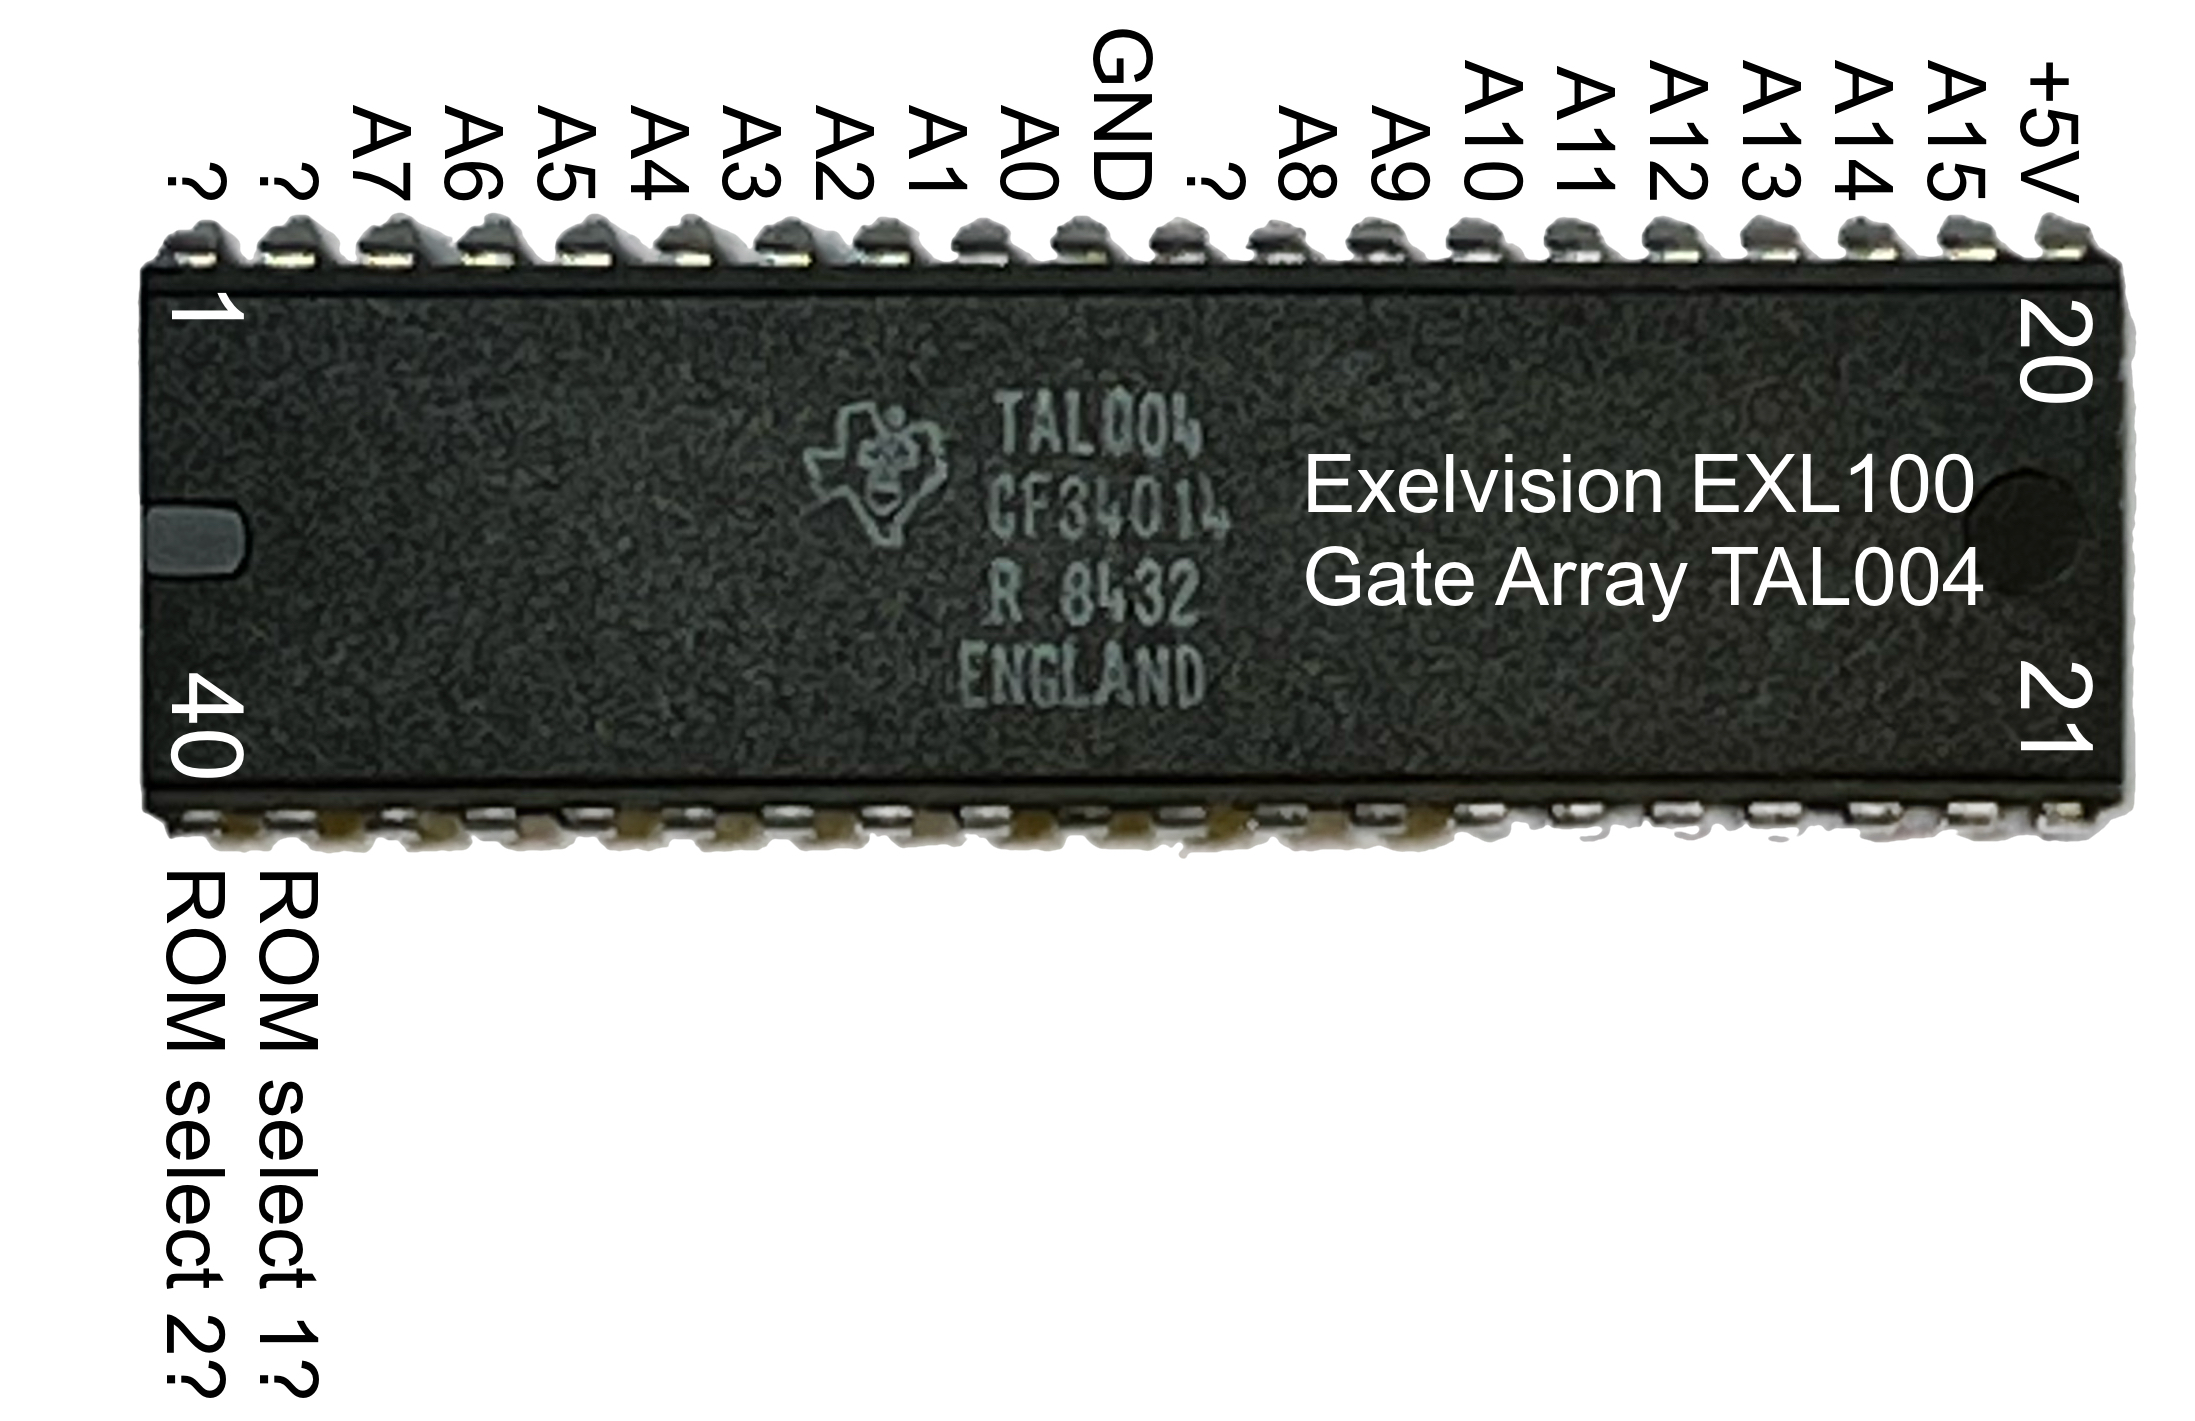 ?
?
A7
A6
A5
A4
A3
A2
A1
A0
GND
?
A8
A9
A10
A11
A12
A13
A14
A15
+5V
1
20
TAL004
CF34014
R 8432
ENGLAND
Exelvision EXL100
Gate Array TAL004
40
21
ROM select 2?
ROM select 1?